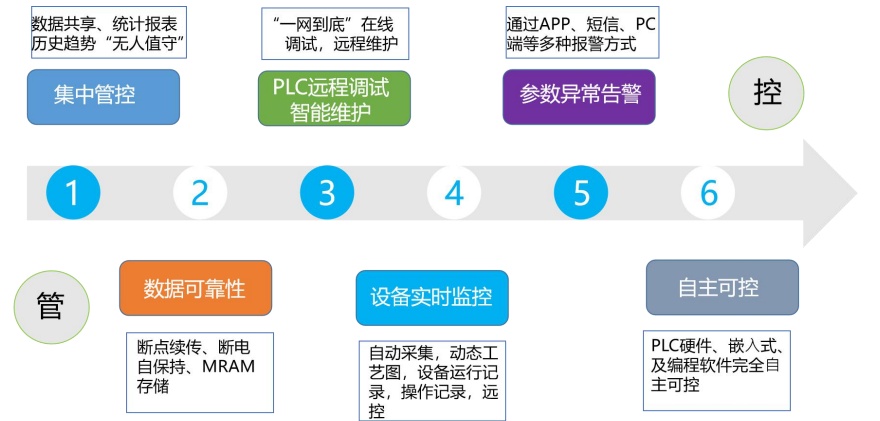 数据共享、统计报表
历史趋势“无人值守”
“一网到底”在线
调试，远程维护
通过APP、短信、PC
端等多种报警方式
集中管控
PLC远程调试
智能维护
参数异常告警
控
1
2
3
4
5
6
管
数据可靠性
设备实时监控
自主可控
断点续传、断电
自保持、MRAM
存储
自动采集，动态工
艺图，设备运行记
录，操作记录，远
控
PLC硬件、嵌入式、
及编程软件完全自
主可控